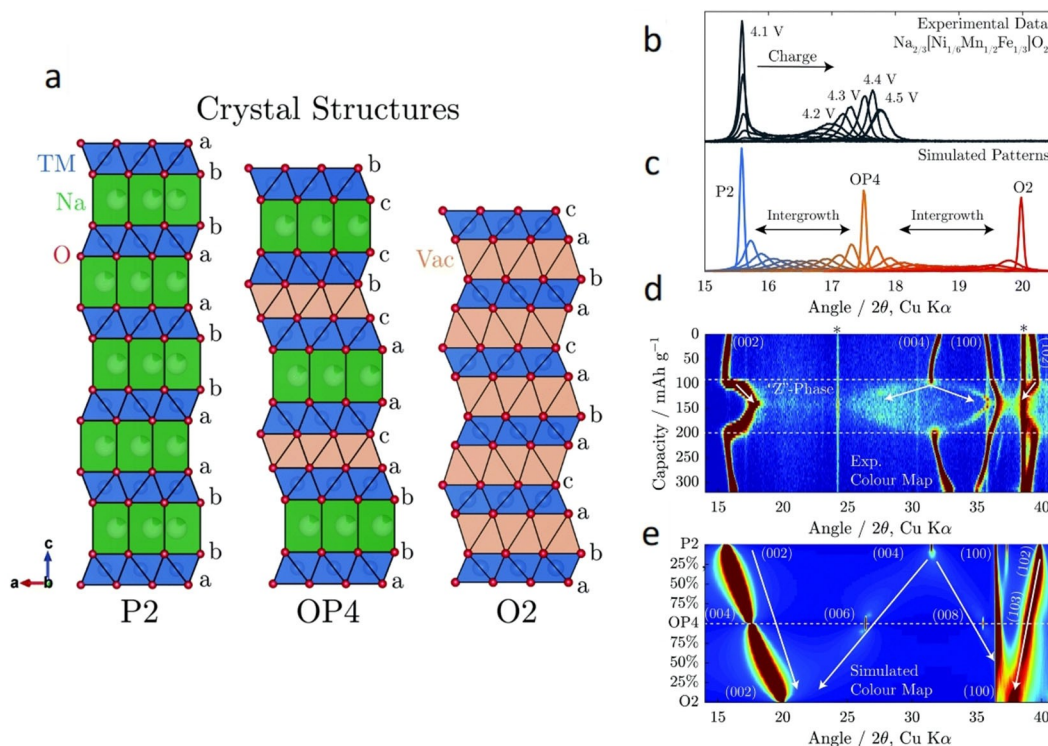 a
Crystal Structures
TM
Na
O
a
b
b
a
a
b
b
a
a
b
b
a
P2
b
c
c
b
c
a
a
c
a
b
b
a
OP4
Vac
c
a
b
a
c
a
b
a
c
a
b
a
O2
c
a
b
b
Experimental Data
Na2/3[Ni1/6Mn1/2Fe1/3]O2
4.1 V
Charge
4.2 V
4.3 V
4.4 V
4.5 V
c
Simulated Patterns
P2
OP4
O2
Intergrowth
Intergrowth
15 16 17 18 19 20
Angle / 2θ, Cu Kα
d
* *
(002) (004) (100) (102)
"Z"-Phase
Exp.
Colour Map
Capacity / mAh g−1
0
50
100
150
200
250
300
15 20 25 30 35 40
Angle / 2θ, Cu Kα
e
P2
25%
50%
75%
OP4
75%
50%
25%
O2
(002) (004) (100) (102)
(103)
(004) (006) (008)
Simulated
Colour Map
(002) (100)
15 20 25 30 35 40
Angle / 2θ, Cu Kα